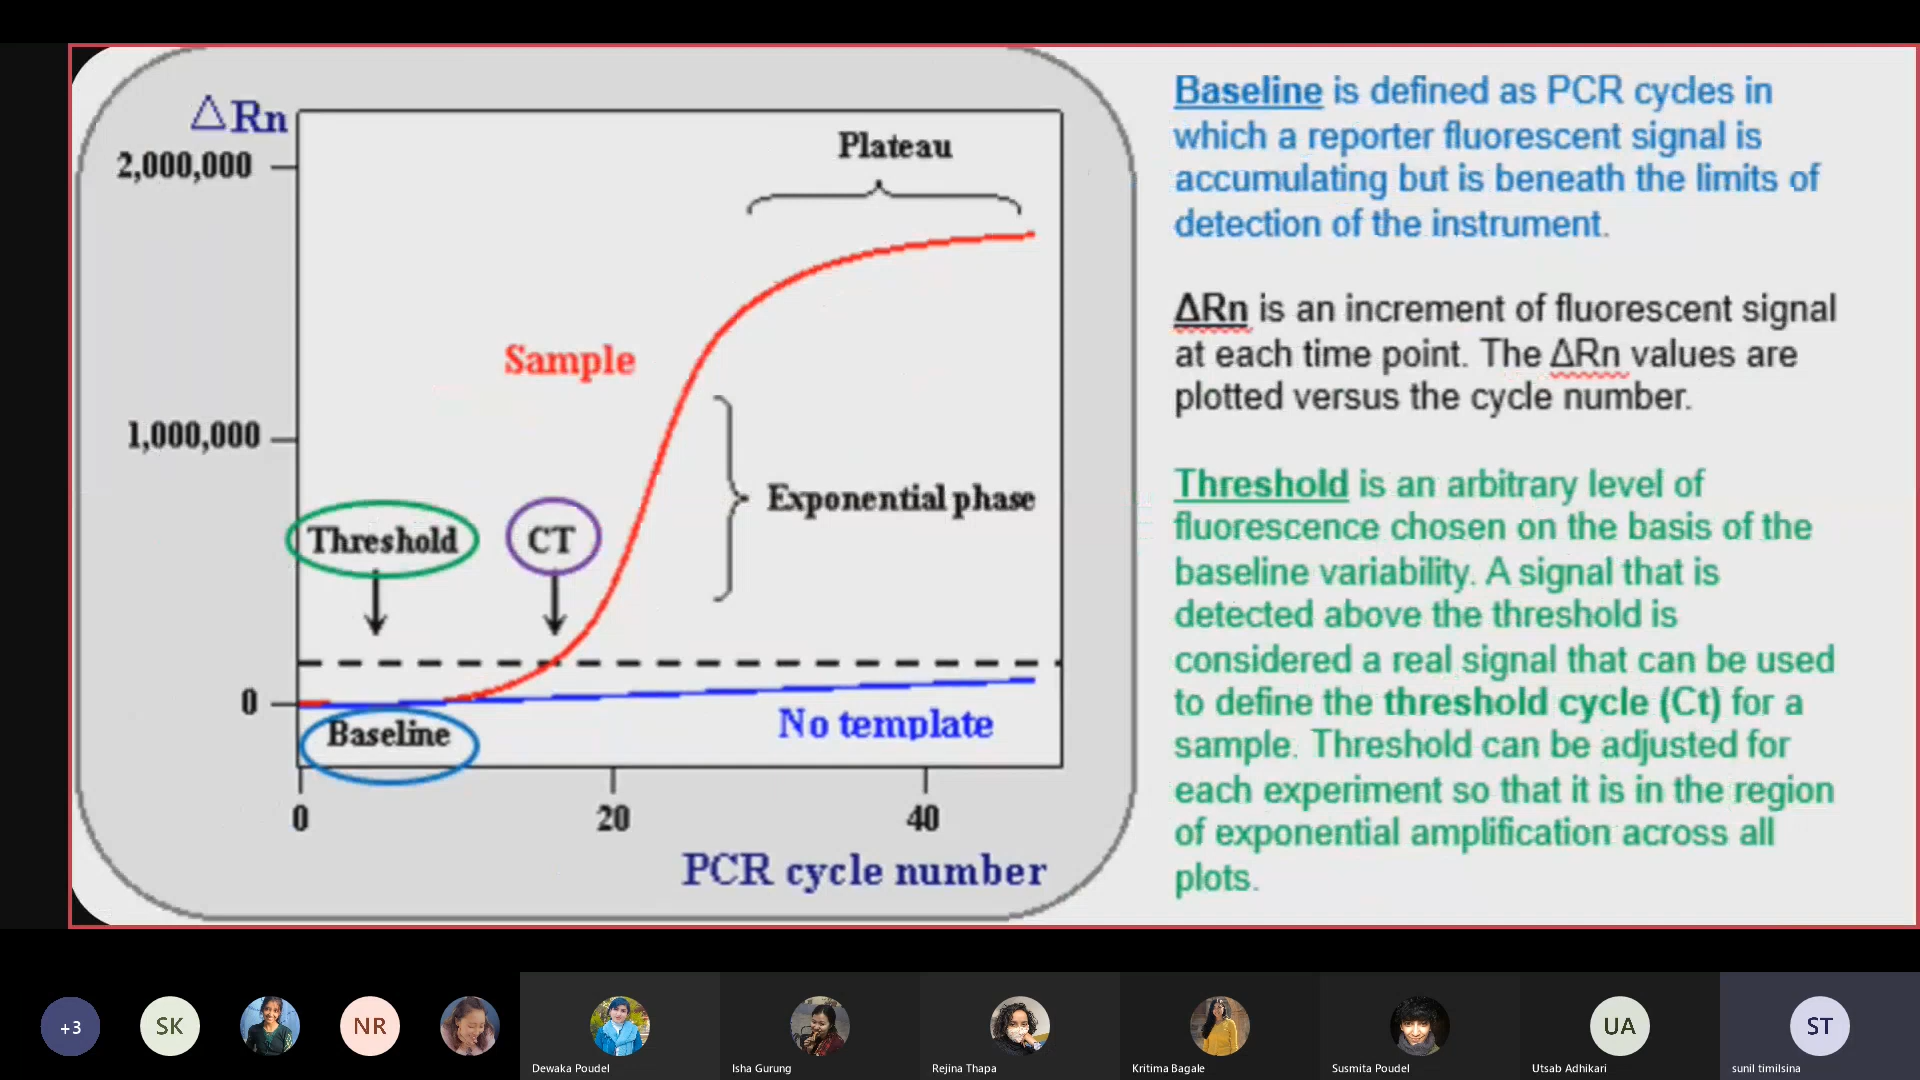 △Rn
2,000,000
1,000,000
0
Plateau
Sample
Exponential phase
Threshold
CT
No template
Baseline
0 20 40
PCR cycle number
Baseline is defined as PCR cycles in
which a reporter fluorescent signal is
accumulating but is beneath the limits of
detection of the instrument.
ΔRn is an increment of fluorescent signal
at each time point. The ΔRn values are
plotted versus the cycle number.
Threshold is an arbitrary level of
fluorescence chosen on the basis of the
baseline variability. A signal that is
detected above the threshold is
considered a real signal that can be used
to define the threshold cycle (Ct) for a
sample. Threshold can be adjusted for
each experiment so that it is in the region
of exponential amplification across all
plots.
+3
SK
NR
UA
ST
Dewaka Poudel
Isha Gurung
Rejina Thapa
Kritima Bagale
Susmita Poudel
Utsab Adhikari
sunil timilsina